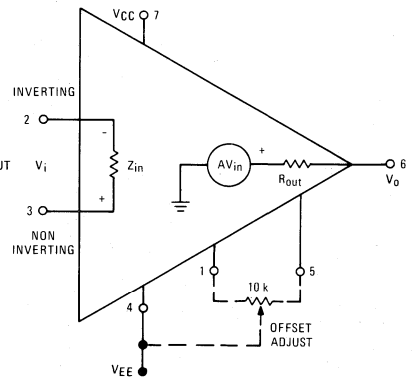 VCC 7
INVERTING
2
-
UT Vi
Zin
+
3
NON
INVERTING
AVin
+
Rout
6
Vo
1
5
10 k
4
OFFSET
ADJUST
VEE